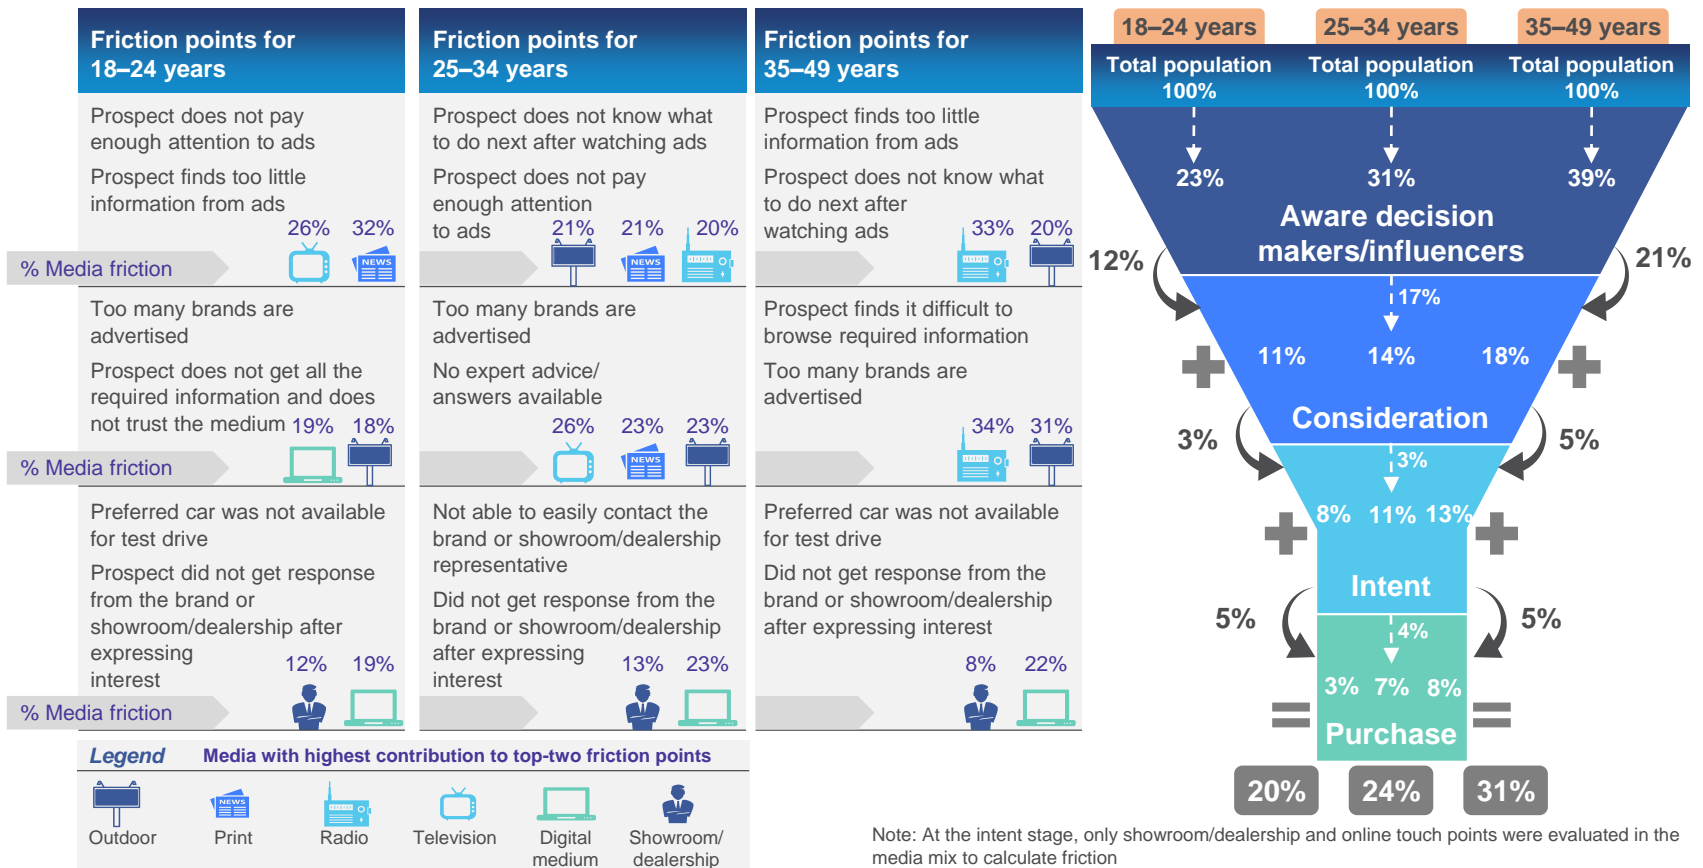 Friction points for
18–24 years
Prospect does not pay
enough attention to ads
Prospect finds too little
information from ads
26% 32%
NEWS
% Media friction
Too many brands are
advertised
Prospect does not get all the
required information and does
not trust the medium 19% 18%
% Media friction
Preferred car was not available
for test drive
Prospect did not get response
from the brand or
showroom/dealership after
expressing
interest
12% 19%
% Media friction
Friction points for
25–34 years
Prospect does not know what
to do next after watching ads
Prospect does not pay
enough attention
to ads
21% 21% 20%
NEWS
Too many brands are
advertised
No expert advice/
answers available
26% 23% 23%
NEWS
Not able to easily contact the
brand or showroom/dealership
representative
Did not get response from the
brand or showroom/dealership
after expressing
interest
13% 23%
Friction points for
35–49 years
Prospect finds too little
information from ads
Prospect does not know what
to do next after
watching ads
33% 20%
Prospect finds it difficult to
browse required information
Too many brands are
advertised
34% 31%
Preferred car was not available
for test drive
Did not get response from the
brand or showroom/dealership
after expressing interest
8% 22%
Legend Media with highest contribution to top-two friction points
NEWS
Outdoor Print Radio Television Digital
medium Showroom/
dealership
18–24 years 25–34 years 35–49 years
Total population Total population Total population
100% 100% 100%
23% 31% 39%
Aware decision
makers/influencers
12% 21%
17%
11% 14% 18%
Consideration
3% 5%
3%
8% 11% 13%
Intent
5% 5%
4%
3% 7% 8%
Purchase
20% 24% 31%
Note: At the intent stage, only showroom/dealership and online touch points were evaluated in the
media mix to calculate friction